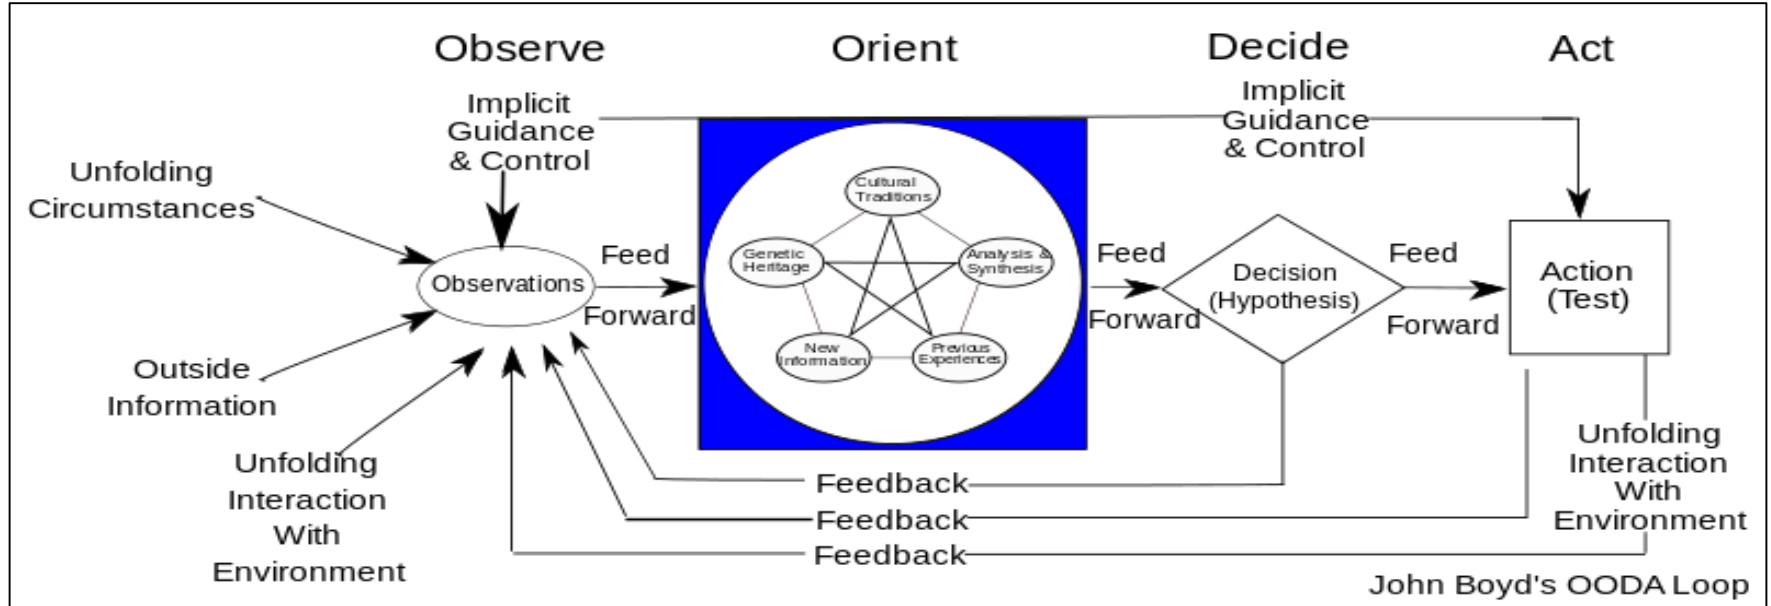 Observe
Orient
Decide
Act
Implicit
Guidance
& Control
Implicit
Guidance
& Control
Unfolding
Circumstances
Cultural
Traditions
Genetic
Heritage
Analysis &
Synthesis
New
Information
Previous
Experiences
Observations
Feed
Forward
Feed
Forward
Decision
(Hypothesis)
Feed
Forward
Action
(Test)
Outside
Information
Unfolding
Interaction
With
Environment
Unfolding
Interaction
With
Environment
Feedback
Feedback
Feedback
John Boyd's OODA Loop